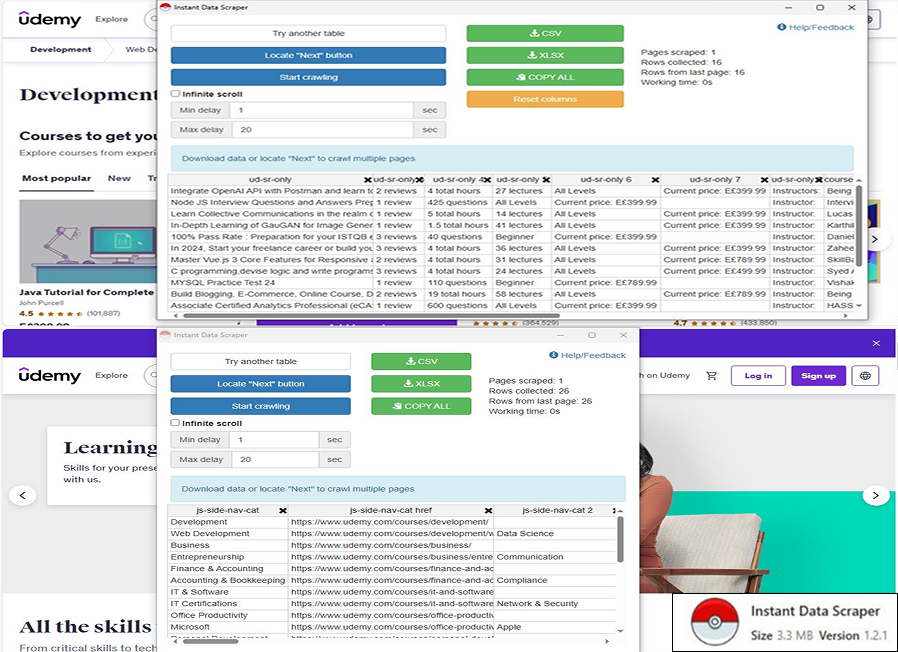 Instant Data Scraper
ûdemy
Explore
Development
Web De
Development
Courses to get you
Explore courses from experi
Most popular New Tr
Java Tutorial for Complete
John Purcell
4.5 (101,887)
Try another table
Locate "Next" button
Start crawling
Infinite scroll
Min delay 1 sec
Max delay 20 sec
CSV
XLSX
COPY ALL
Reset columns
Help/Feedback
Pages scraped: 1
Rows collected: 16
Rows from last page: 16
Working time: 0s
Download data or locate "Next" to crawl multiple pages
ud-sr-only ud-sr-only ud-sr-only 4 ud-sr-only ud-sr-only 6 ud-sr-only 7 ud-sr-only course
Integrate OpenAI API with Postman and learn to 2 reviews 4 total hours 27 lectures All Levels Current price: E£399.99 Instructors: Being
Node JS Interview Questions and Answers Prep 1 review 425 questions All Levels Current price: E£399.99 Instructor: Intervi
Learn Collective Communications in the realm o 1 review 5 total hours 14 lectures All Levels Current price: E£399.99 Instructor: Lucas
In-Depth Learning of GauGAN for Image Gener 1 review 1.5 total hours 41 lectures All Levels Current price: E£399.99 Instructor: Karthik
100% Pass Rate : Preparation for your ISTQB e 1 review 40 questions Beginner Current price: E£399.99 Instructor: Daniel
In 2024, Start your freelance career or build you 3 reviews 4 total hours 36 lectures All Levels Current price: E£399.99 Instructor: Zahee
Master Vue.js 3 Core Features for Responsive 2 reviews 4 total hours 31 lectures All Levels Current price: E£789.99 Instructor: SkillBa
C programming,devise logic and write programs 3 reviews 4 total hours 24 lectures All Levels Current price: E£499.99 Instructor: Syed
MYSQL Practice Test 24 1 review 110 questions Beginner Current price: E£789.99 Instructor: Vishak
Build Blogging, E-Commerce, Online Course, D 2 reviews 19 total hours 58 lectures All Levels Current price: E£789.99 Instructor: Being
Associate Certified Analytics Professional (eCA 1 review 600 questions All Levels Current price: E£399.99 Instructor: HASS
(364,529)
4.7 (433,850)
Instant Data Scraper
ûdemy
Explore
h on Udemy
Log in
Sign up
Learning
Skills for your prese
with us.
All the skills
From critical skills to tech
Try another table
Locate "Next" button
Start crawling
Infinite scroll
Min delay 1 sec
Max delay 20 sec
CSV
XLSX
COPY ALL
Help/Feedback
Pages scraped: 1
Rows collected: 26
Rows from last page: 26
Working time: 0s
Download data or locate "Next" to crawl multiple pages
js-side-nav-cat js-side-nav-cat href js-side-nav-cat 2
Development https://www.udemy.com/courses/development/
Web Development https://www.udemy.com/courses/development/w Data Science
Business https://www.udemy.com/courses/business/
Entrepreneurship https://www.udemy.com/courses/business/entre Communication
Finance & Accounting https://www.udemy.com/courses/finance-and-ac
Accounting & Bookkeeping https://www.udemy.com/courses/finance-and-ac Compliance
IT & Software https://www.udemy.com/courses/it-and-software
IT Certifications https://www.udemy.com/courses/it-and-software Network & Security
Office Productivity https://www.udemy.com/courses/office-productiv
Microsoft https://www.udemy.com/courses/office-productiv Apple
Instant Data Scraper
Size 3.3 MB Version 1.2.1